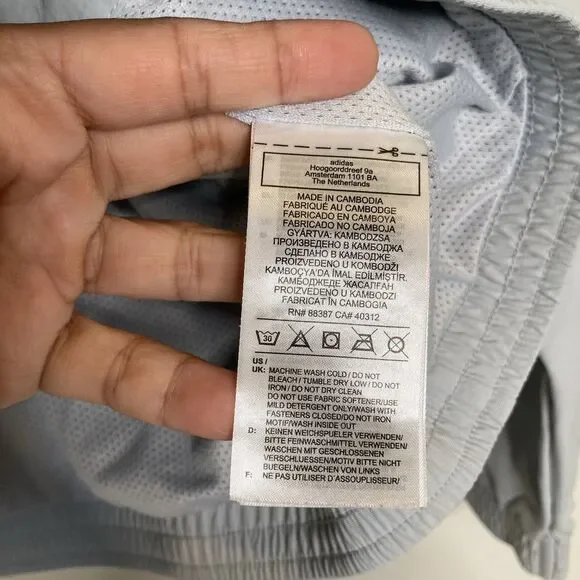 adidas
Hoogoorddreef 9a
Amsterdam 1101 BA
The Netherlands
MADE IN CAMBODIA
FABRIQUÉ AU CAMBODGE
FABRICADO EN CAMBOYA
FABRICADO NO CAMBOJA
GYÁRTVA: KAMBODZSA
ПРОИЗВЕДЕНО В КАМБОДЖА
СДЕЛАНО В КАМБОДЖЕ
PROIZVEDENO U KOMBODŽI
KAMBOÇYA'DA İMAL EDİLMİŞTİR.
КАМБОДЖЕДЕ ЖАСАЛҒАН
PROIZVEDENO U KAMBODŽI
FABRICAT ÎN CAMBOGIA
RN# 88387 CA# 40312
30
US /
UK: MACHINE WASH COLD / DO NOT
BLEACH / TUMBLE DRY LOW / DO NOT
IRON / DO NOT DRY CLEAN
DO NOT USE FABRIC SOFTENER/USE
MILD DETERGENT ONLY/WASH WITH
FASTENERS CLOSED/DO NOT IRON
MOTIF/WASH INSIDE OUT
D: KEINEN WEICHSPUELER VERWENDEN/
BITTE FEINWASCHMITTEL VERWENDEN/
WASCHEN MIT GESCHLOSSENEN
VERSCHLUESSEN/MOTIV BITTE NICHT
BUEGELN/WASCHEN VON LINKS
F: NE PAS UTILISER D'ASSOUPLISEUR/